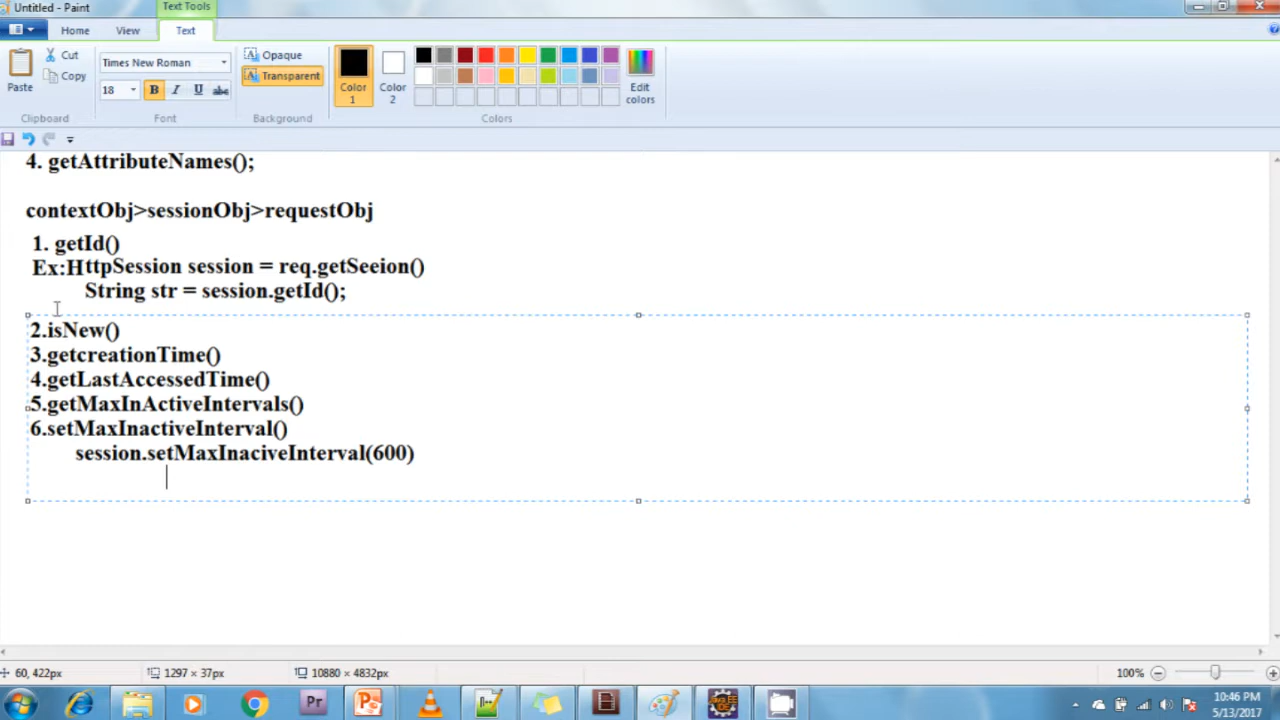 Untitled - Paint
Text Tools
Home
View
Text
Paste
Cut
Copy
Clipboard
Times New Roman
18
B
I
U
abc
Font
Opaque
Transparent
Background
Color 1
Color 2
Edit colors
Colors
4. getAttributeNames();
contextObj>sessionObj>requestObj
1. getId()
Ex:HttpSession session = req.getSeeion()
String str = session.getId();
2.isNew()
3.getcreationTime()
4.getLastAccessedTime()
5.getMaxInActiveIntervals()
6.setMaxInactiveInterval()
session.setMaxInaciveInterval(600)
60, 422px
1297 × 37px
10880 × 4832px
100%
Pr
10:46 PM
5/13/2017